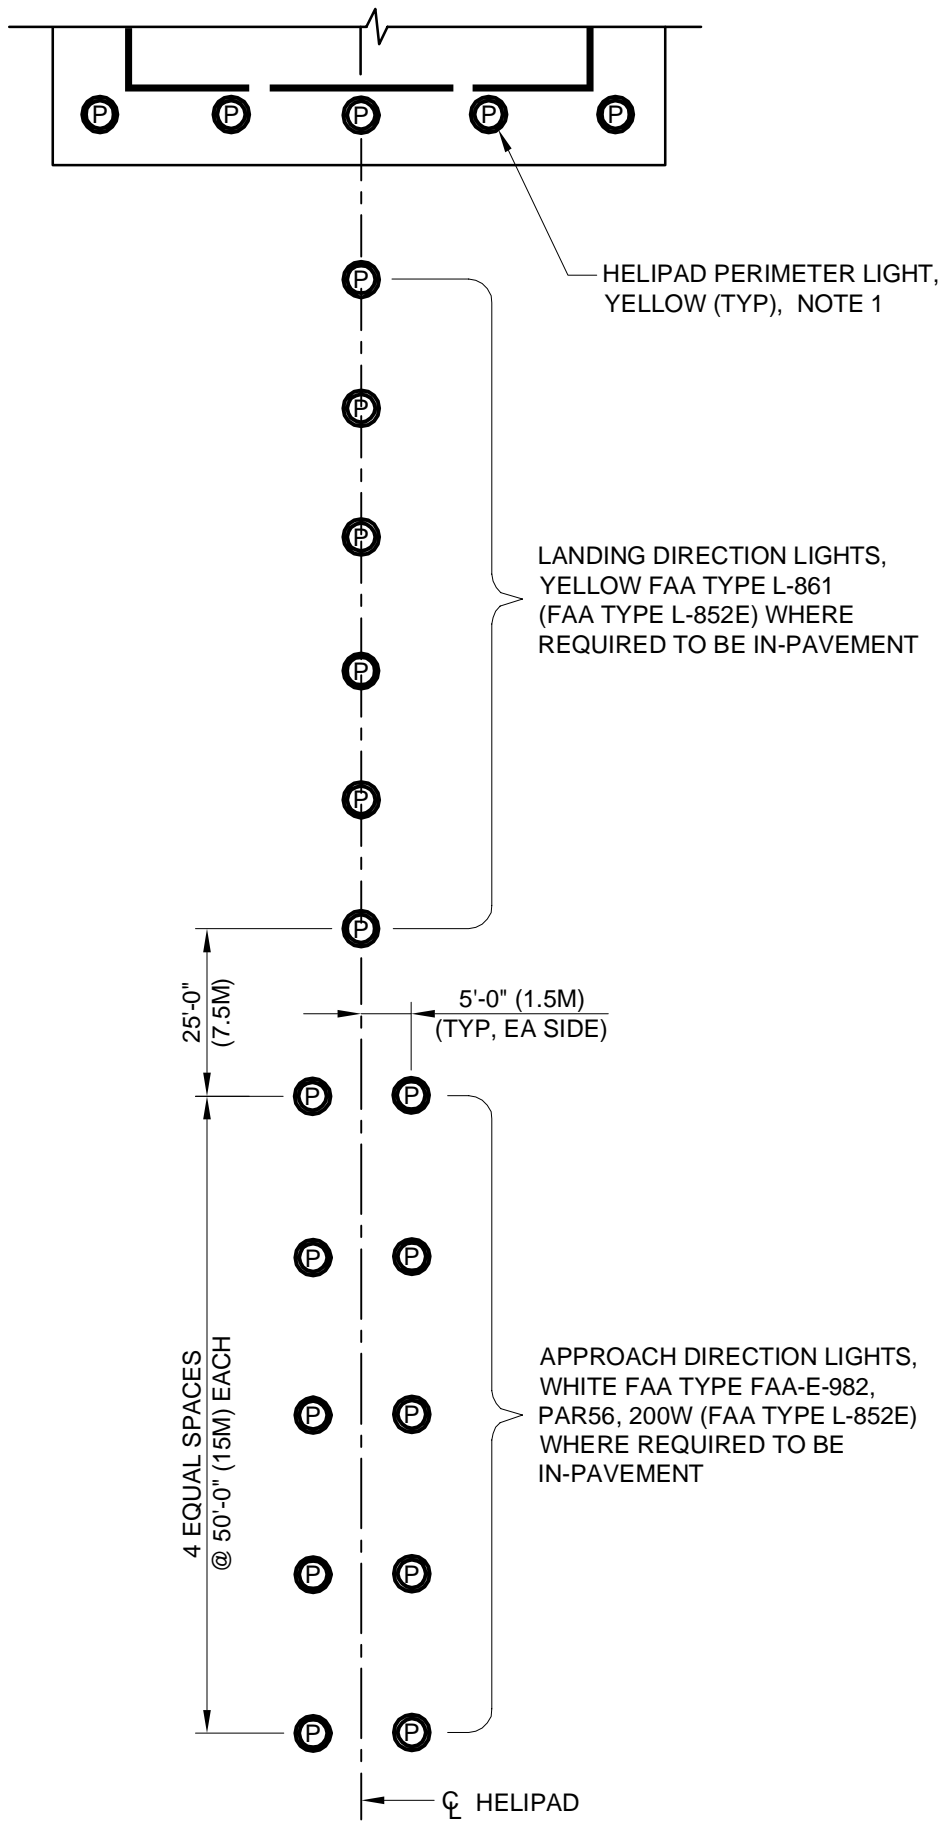 P P P P P
P
HELIPAD PERIMETER LIGHT,
YELLOW (TYP), NOTE 1
P
P
LANDING DIRECTION LIGHTS,
YELLOW FAA TYPE L-861
(FAA TYPE L-852E) WHERE
REQUIRED TO BE IN-PAVEMENT
P
P
P
25'-0"
(7.5M)
5'-0" (1.5M)
(TYP, EA SIDE)
P P
P P
4 EQUAL SPACES
@ 50'-0" (15M) EACH
APPROACH DIRECTION LIGHTS,
WHITE FAA TYPE FAA-E-982,
PAR56, 200W (FAA TYPE L-852E)
WHERE REQUIRED TO BE
IN-PAVEMENT
P P
P P
P P
℄ HELIPAD